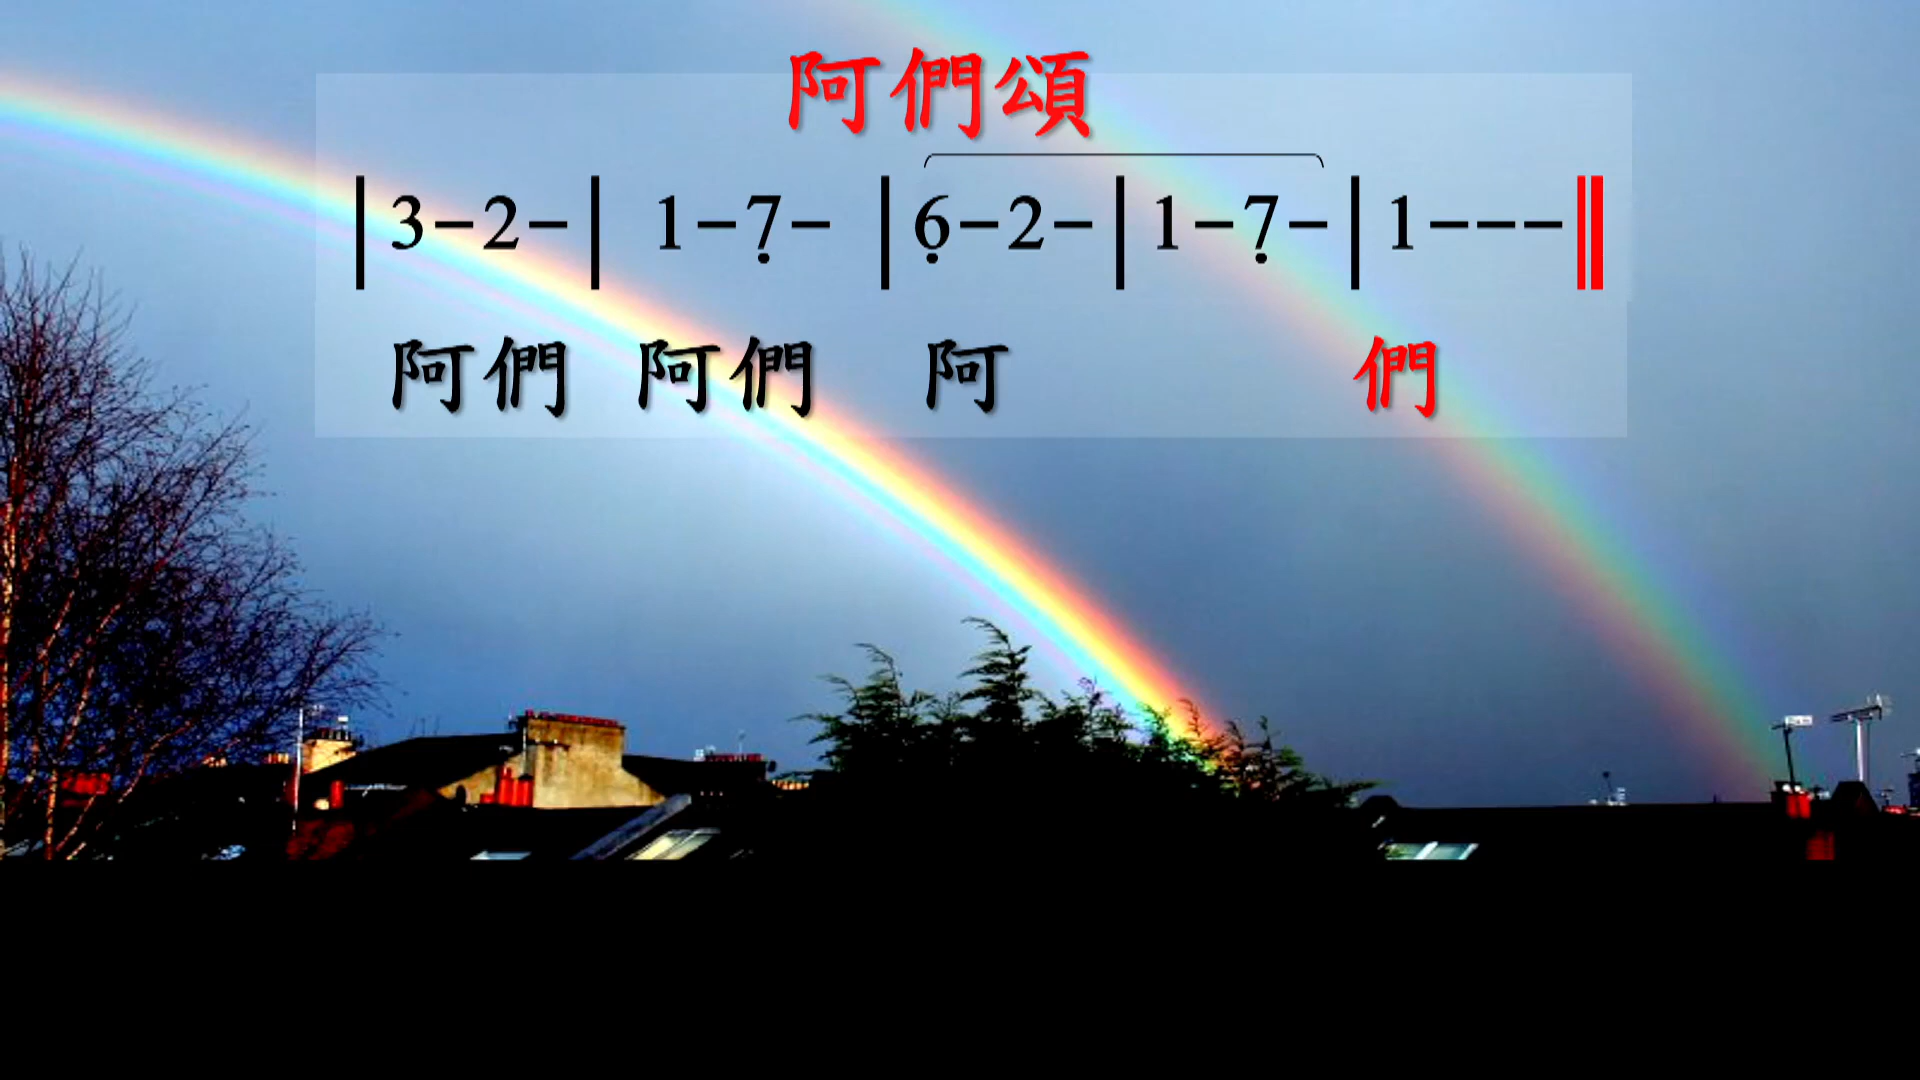 阿們頌
|3-2-| 1-7̣- |6̣-2-|1-7̣-|1---‖
阿們 阿們 阿 們